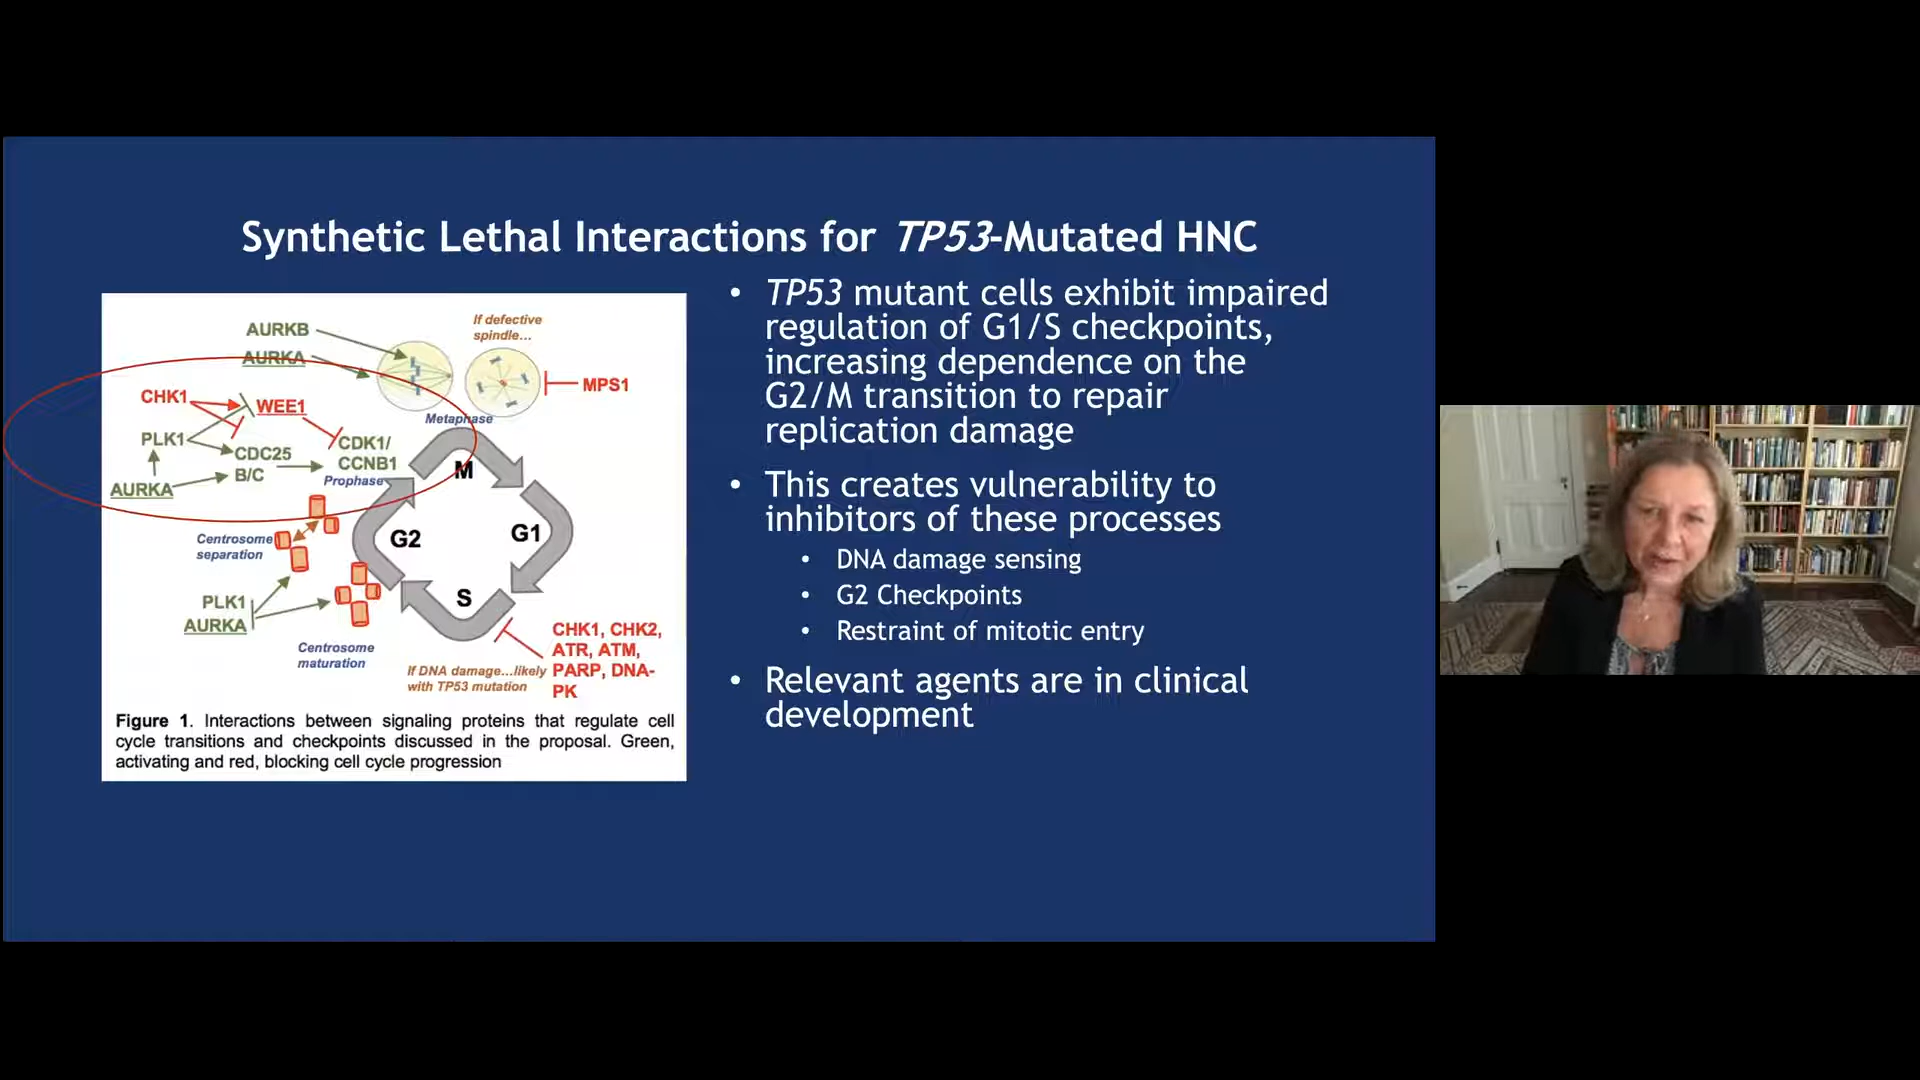 Synthetic Lethal Interactions for TP53-Mutated HNC
AURKB
AURKA
If defective
spindle…
MPS1
CHK1
WEE1
Metaphase
PLK1
CDC25
B/C
CDK1/
CCNB1
Prophase
AURKA
M
G1
G2
S
Centrosome
separation
PLK1
AURKA
Centrosome
maturation
If DNA damage…likely
with TP53 mutation
CHK1, CHK2,
ATR, ATM,
PARP, DNA-
PK
Figure 1. Interactions between signaling proteins that regulate cell
cycle transitions and checkpoints discussed in the proposal. Green,
activating and red, blocking cell cycle progression
• TP53 mutant cells exhibit impaired
regulation of G1/S checkpoints,
increasing dependence on the
G2/M transition to repair
replication damage
• This creates vulnerability to
inhibitors of these processes
• DNA damage sensing
• G2 Checkpoints
• Restraint of mitotic entry
• Relevant agents are in clinical
development